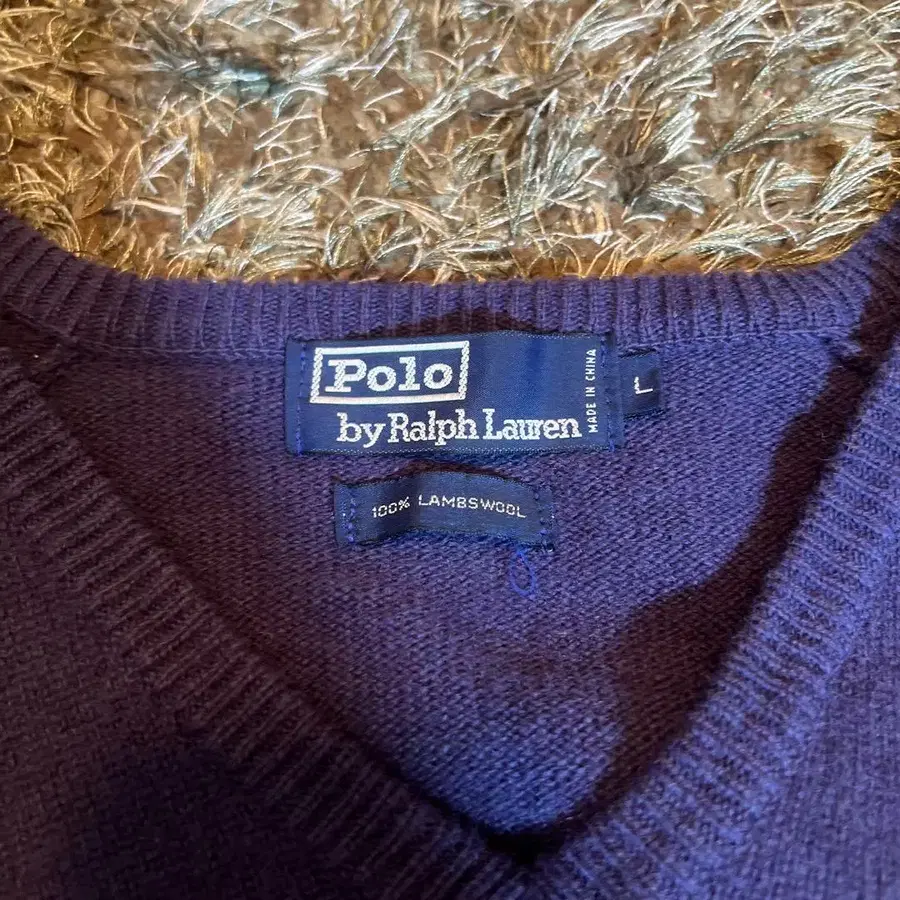 Polo
by Ralph Lauren
MADE IN CHINA
L
100% LAMBSWOOL